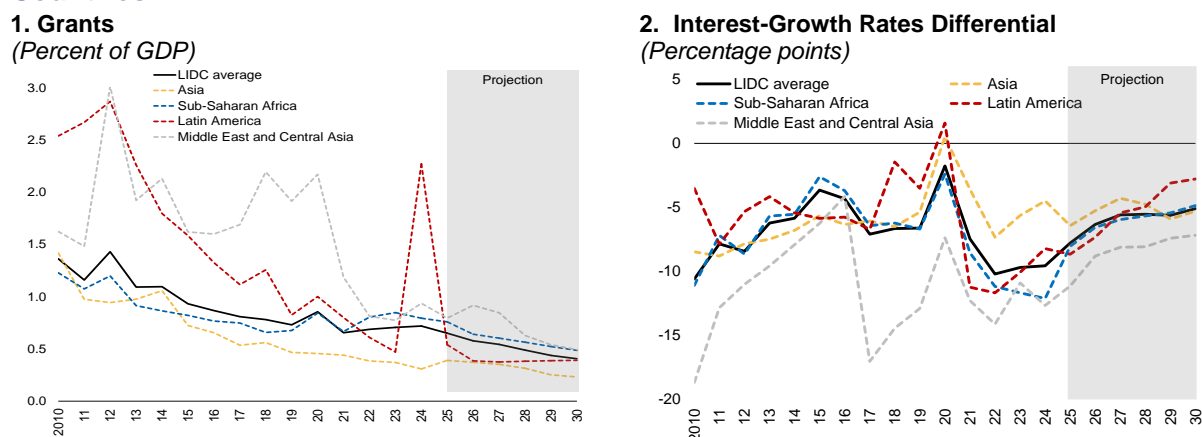 1. Grants
(Percent of GDP)
LIDC average
Asia
Sub-Saharan Africa
Latin America
Middle East and Central Asia
Projection
3.0
2.5
2.0
1.5
1.0
0.5
0.0
2010 11 12 13 14 15 16 17 18 19 20 21 22 23 24 25 26 27 28 29 30
2. Interest-Growth Rates Differential
(Percentage points)
LIDC average Asia
Sub-Saharan Africa Latin America
Middle East and Central Asia
Projection
5
0
-5
-10
-15
-20
2010 11 12 13 14 15 16 17 18 19 20 21 22 23 24 25 26 27 28 29 30